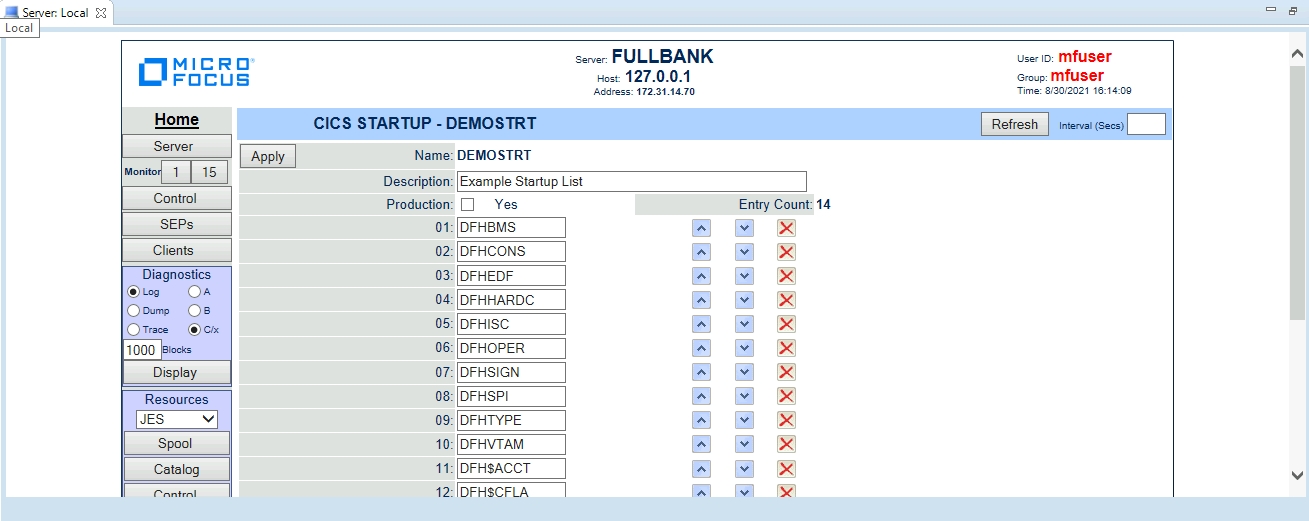 Server: Local
Local
MICRO
FOCUS
Server: FULLBANK
Host: 127.0.0.1
Address: 172.31.14.70
User ID: mfuser
Group: mfuser
Time: 8/30/2021 16:14:09
Home
CICS STARTUP - DEMOSTRT
Refresh
Interval (Secs)
Server
Monitor 1 15
Control
SEPs
Clients
Diagnostics
Log A
Dump B
Trace C/x
1000 Blocks
Display
Resources
JES
Spool
Catalog
Control
Apply
Name: DEMOSTRT
Description: Example Startup List
Production: Yes Entry Count: 14
01: DFHBMS
02: DFHCONS
03: DFHEDF
04: DFHHARDC
05: DFHISC
06: DFHOPER
07: DFHSIGN
08: DFHSPI
09: DFHTYPE
10: DFHVTAM
11: DFH$ACCT
12: DFH$CFLA